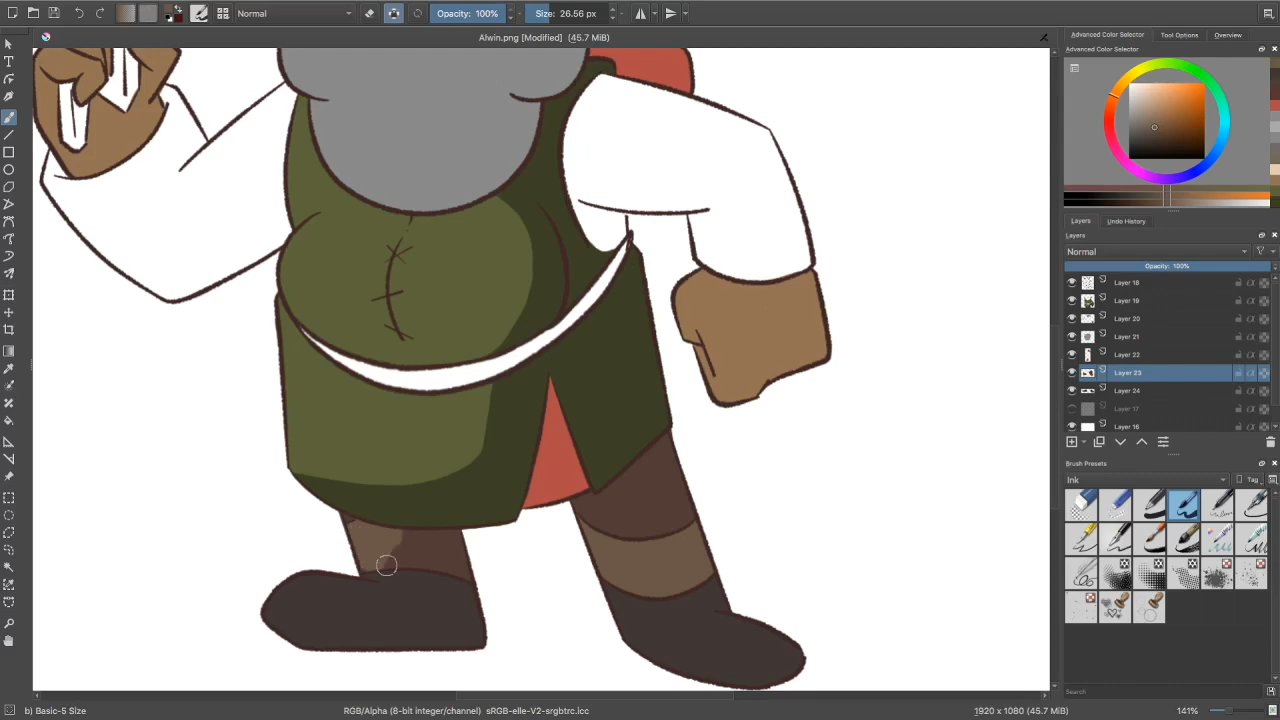 Normal
Opacity: 100%
Size: 26.56 px
Alwin.png [Modified] (45.7 MiB)
Advanced Color Selector
Tool Options
Overview
Advanced Color Selector
Layers
Undo History
Layers
Normal
Opacity: 100%
Layer 18
Layer 19
Layer 20
Layer 21
Layer 22
Layer 23
Layer 24
Layer 17
Layer 16
Brush Presets
Ink
Tag
Search
b) Basic-5 Size
RGB/Alpha (8-bit integer/channel) sRGB-elle-V2-srgbtrc.icc
1920 x 1080 (45.7 MiB)
141%